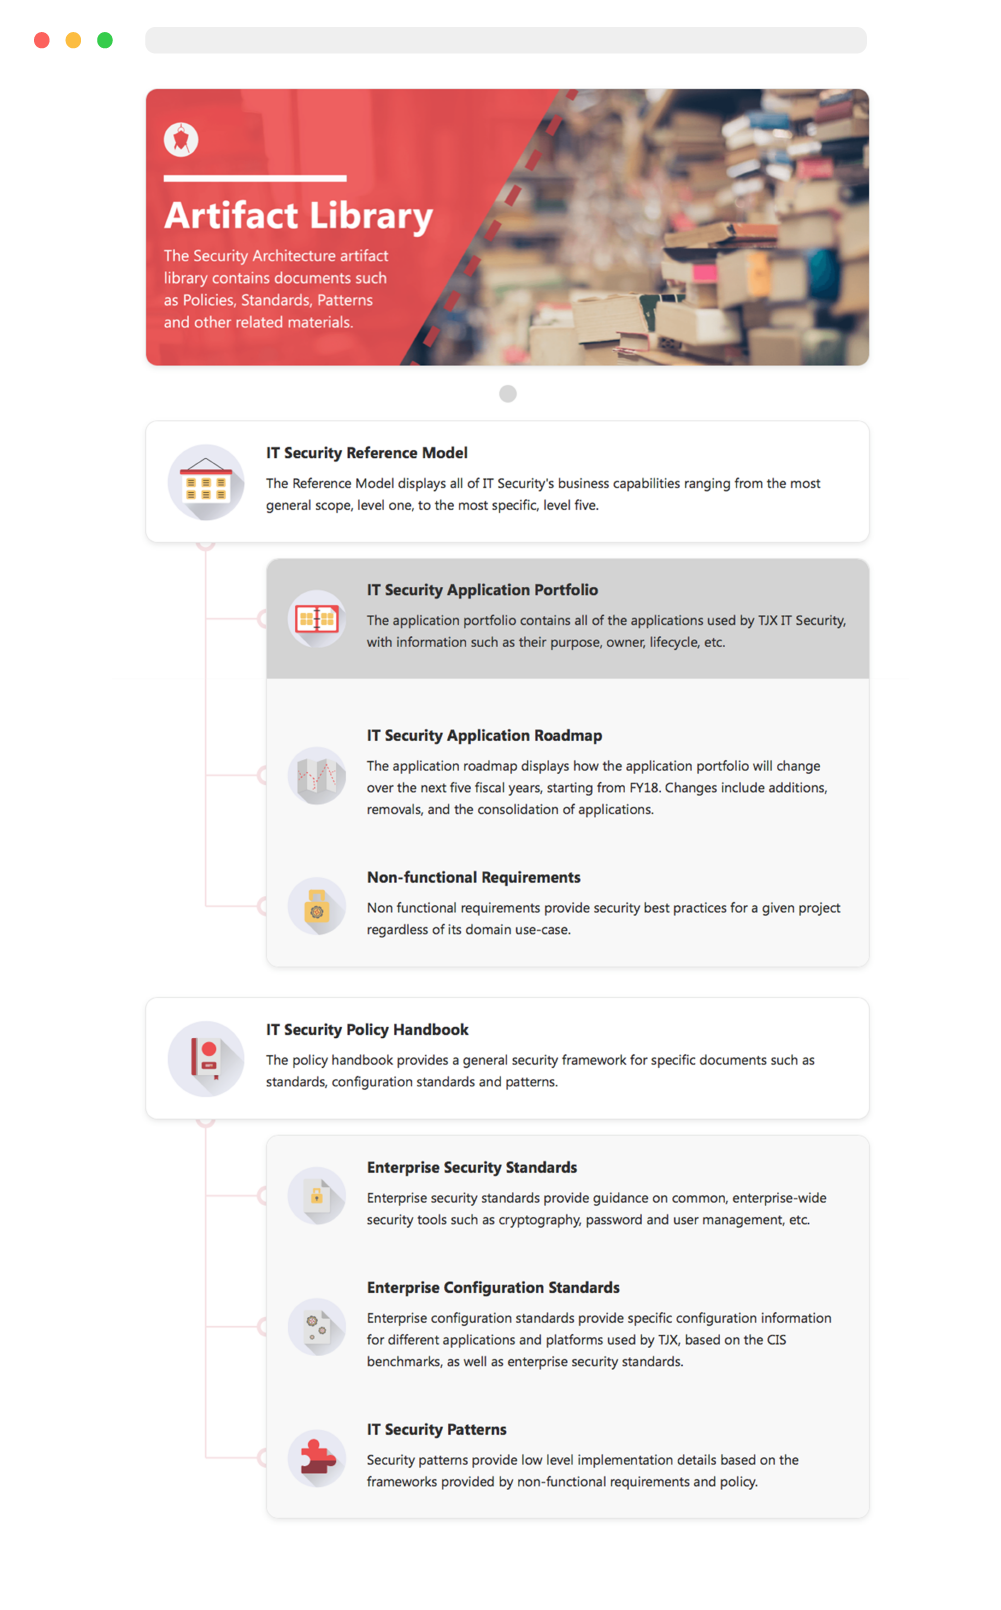 Artifact Library
The Security Architecture artifact
library contains documents such
as Policies, Standards, Patterns
and other related materials.
IT Security Reference Model
The Reference Model displays all of IT Security's business capabilities ranging from the most
general scope, level one, to the most specific, level five.
IT Security Application Portfolio
The application portfolio contains all of the applications used by TJX IT Security,
with information such as their purpose, owner, lifecycle, etc.
IT Security Application Roadmap
The application roadmap displays how the application portfolio will change
over the next five fiscal years, starting from FY18. Changes include additions,
removals, and the consolidation of applications.
Non-functional Requirements
Non functional requirements provide security best practices for a given project
regardless of its domain use-case.
IT Security Policy Handbook
The policy handbook provides a general security framework for specific documents such as
standards, configuration standards and patterns.
Enterprise Security Standards
Enterprise security standards provide guidance on common, enterprise-wide
security tools such as cryptography, password and user management, etc.
Enterprise Configuration Standards
Enterprise configuration standards provide specific configuration information
for different applications and platforms used by TJX, based on the CIS
benchmarks, as well as enterprise security standards.
IT Security Patterns
Security patterns provide low level implementation details based on the
frameworks provided by non-functional requirements and policy.